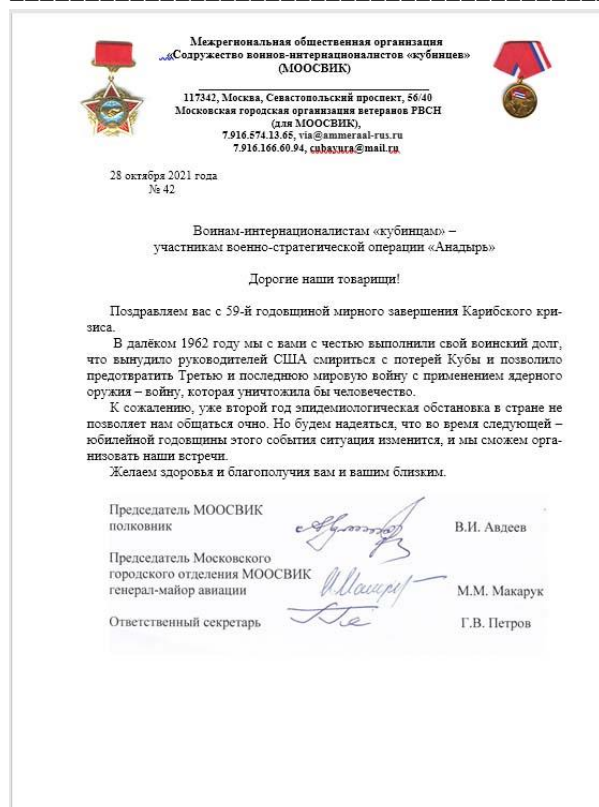 Межрегиональная общественная организация
«Содружество воинов-интернационалистов «кубинцев»
(МООСВИК)
117342, Москва, Севастопольский проспект, 56/40
Московская городская организация ветеранов РВСН
(для МООСВИК),
7.916.574.13.65, via@ammeraal-rus.ru
7.916.166.60.94, cubavura@mail.ru
28 октября 2021 года
№ 42
Воинам-интернационалистам «кубинцам» –
участникам военно-стратегической операции «Анадырь»
Дорогие наши товарищи!
Поздравляем вас с 59-й годовщиной мирного завершения Карибского кри-
зиса.
В далёком 1962 году мы с вами с честью выполнили свой воинский долг,
что вынудило руководителей США смириться с потерей Кубы и позволило
предотвратить Третью и последнюю мировую войну с применением ядерного
оружия – войну, которая уничтожила бы человечество.
К сожалению, уже второй год эпидемиологическая обстановка в стране не
позволяет нам общаться очно. Но будем надеяться, что во время следующей –
юбилейной годовщины этого события ситуация изменится, и мы сможем орга-
низовать наши встречи.
Желаем здоровья и благополучия вам и вашим близким.
Председатель МООСВИК
полковник В.И. Авдеев
Председатель Московского
городского отделения МООСВИК
генерал-майор авиации М.М. Макарук
Ответственный секретарь Г.В. Петров